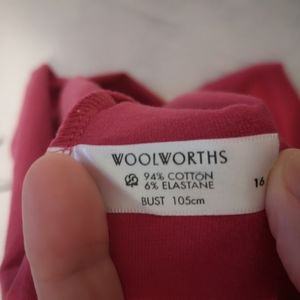 WOOLWORTHS
94% COTTON
6% ELASTANE
16
BUST 105cm